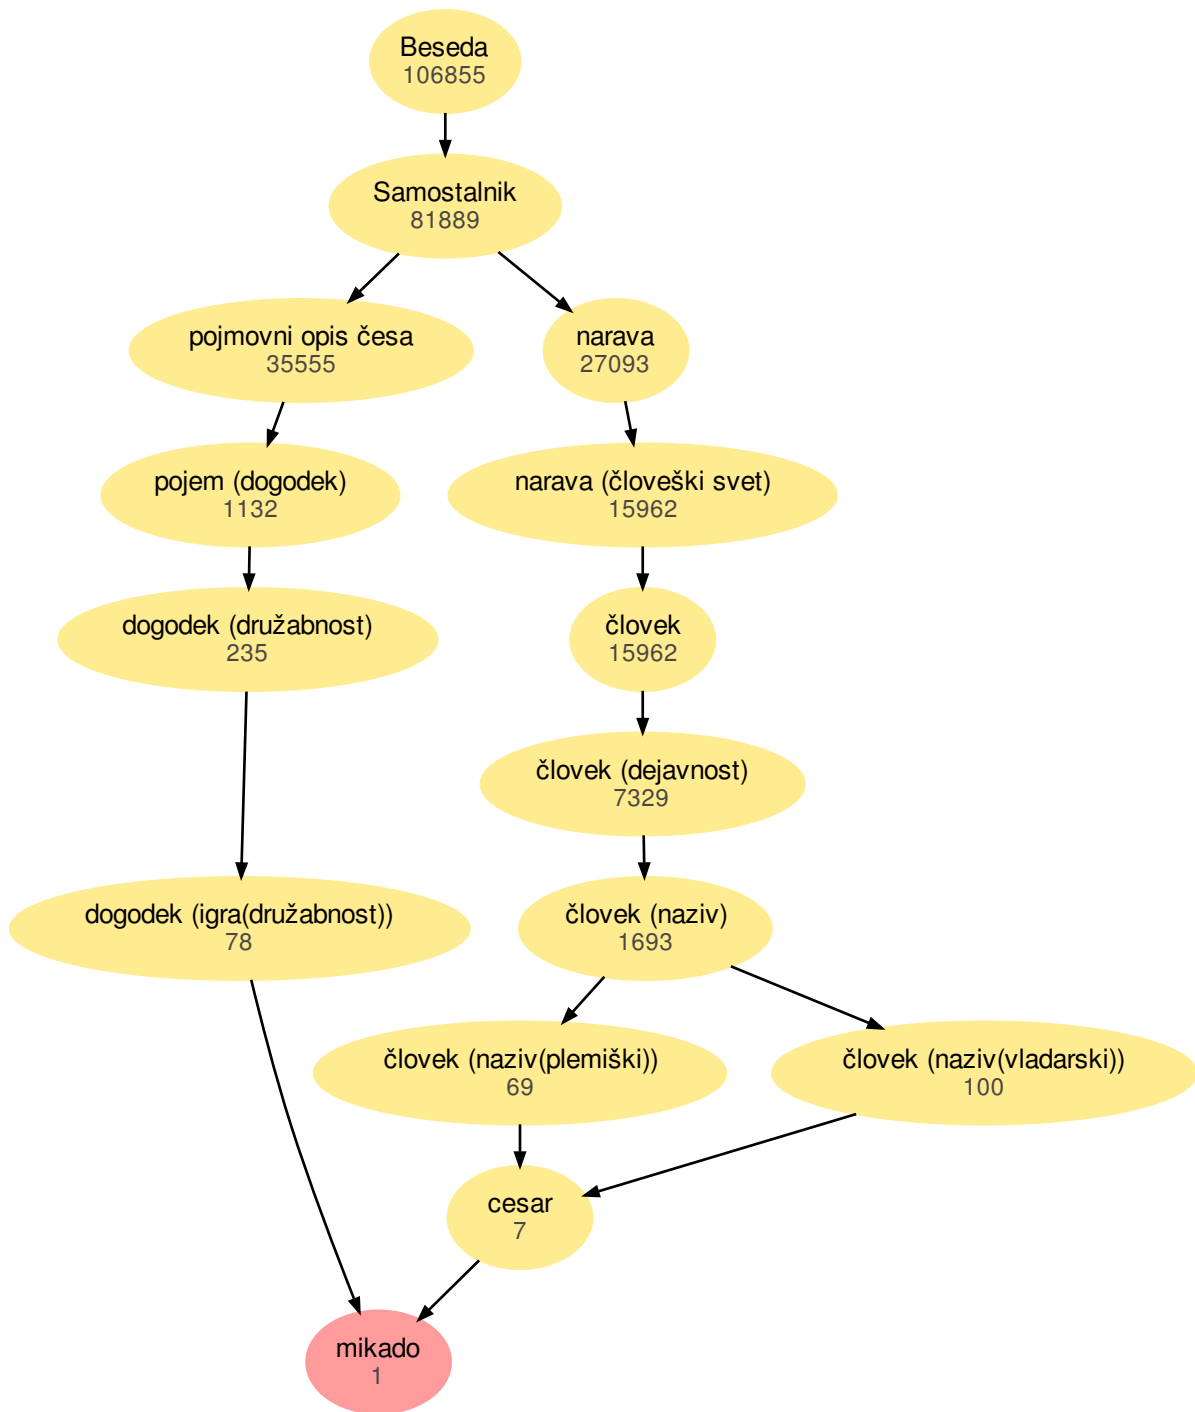 Beseda
106855
Samostalnik
81889
pojmovni opis česa
35555
narava
27093
pojem (dogodek)
1132
narava (človeški svet)
15962
dogodek (družabnost)
235
človek
15962
človek (dejavnost)
7329
dogodek (igra(družabnost))
78
človek (naziv)
1693
človek (naziv(plemiški))
69
človek (naziv(vladarski))
100
cesar
7
mikado
1